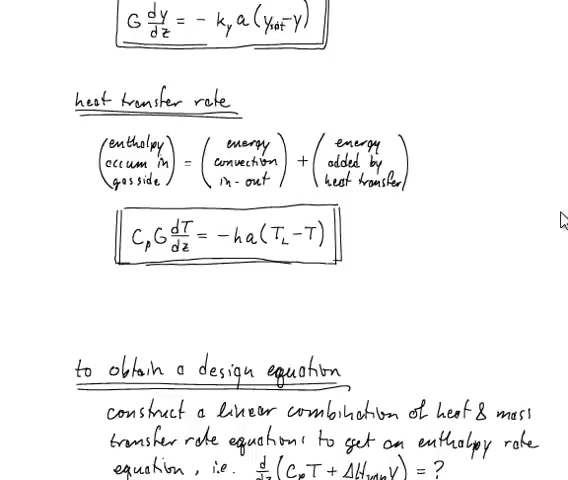 G dy/dz = - k_y a (y_sat - y)
heat transfer rate
(enthalpy accum in gas side) = (energy convection in-out) + (energy added by heat transfer)
C_p G dT/dz = - ha (T_L - T)
to obtain a design equation
construct a linear combination of heat & mass
transfer rate equations to get an enthalpy rate
equation, i.e. d/dz (C_p T + ΔH_vap y) = ?